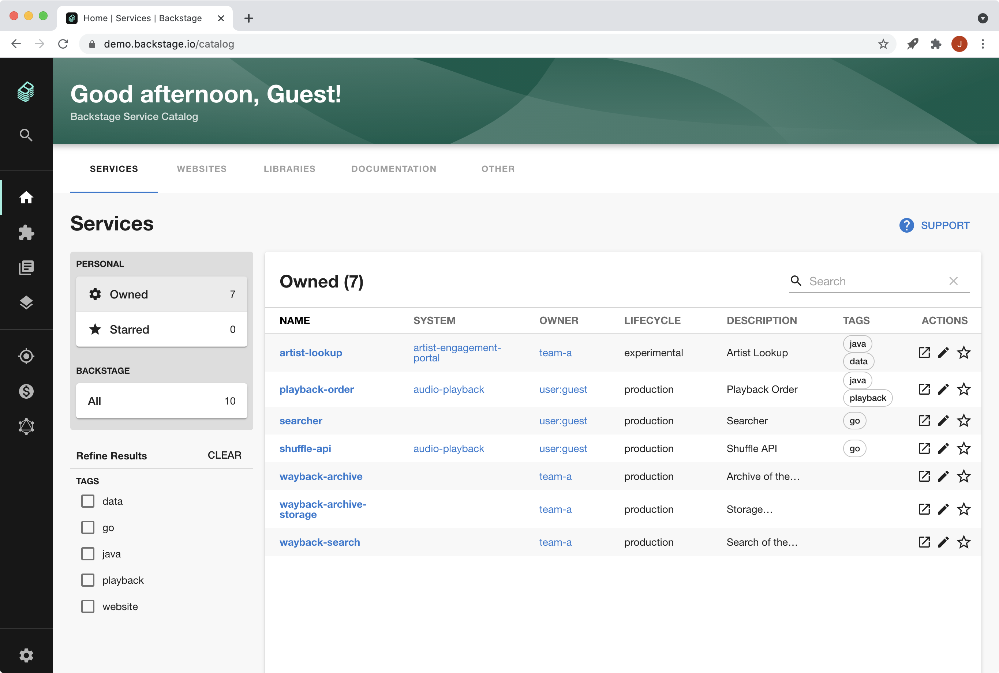 Home | Services | Backstage
demo.backstage.io/catalog
J
Good afternoon, Guest!
Backstage Service Catalog
SERVICES WEBSITES LIBRARIES DOCUMENTATION OTHER
Services
? SUPPORT
PERSONAL
Owned 7
Starred 0
BACKSTAGE
All 10
Refine Results CLEAR
TAGS
data
go
java
playback
website
Owned (7)
Search
NAME SYSTEM OWNER LIFECYCLE DESCRIPTION TAGS ACTIONS
artist-lookup artist-engagement-
portal team-a experimental Artist Lookup java
data
playback-order audio-playback user:guest production Playback Order java
playback
searcher user:guest production Searcher go
shuffle-api audio-playback user:guest production Shuffle API go
wayback-archive team-a production Archive of the…
wayback-archive-
storage team-a production Storage…
wayback-search team-a production Search of the…